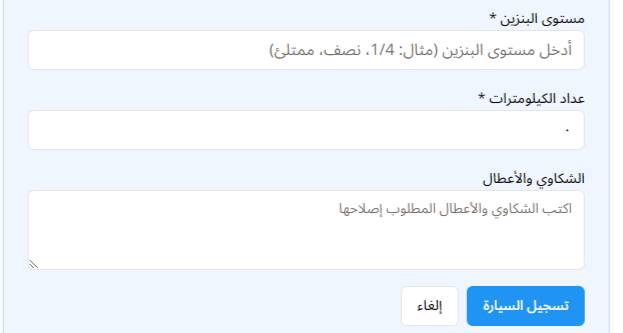 مستوى البنزين *
أدخل مستوى البنزين (مثال: 1/4، نصف، ممتلئ)
عداد الكيلومترات *
٠
الشكاوي والأعطال
اكتب الشكاوي والأعطال المطلوب إصلاحها
تسجيل السيارة
إلغاء